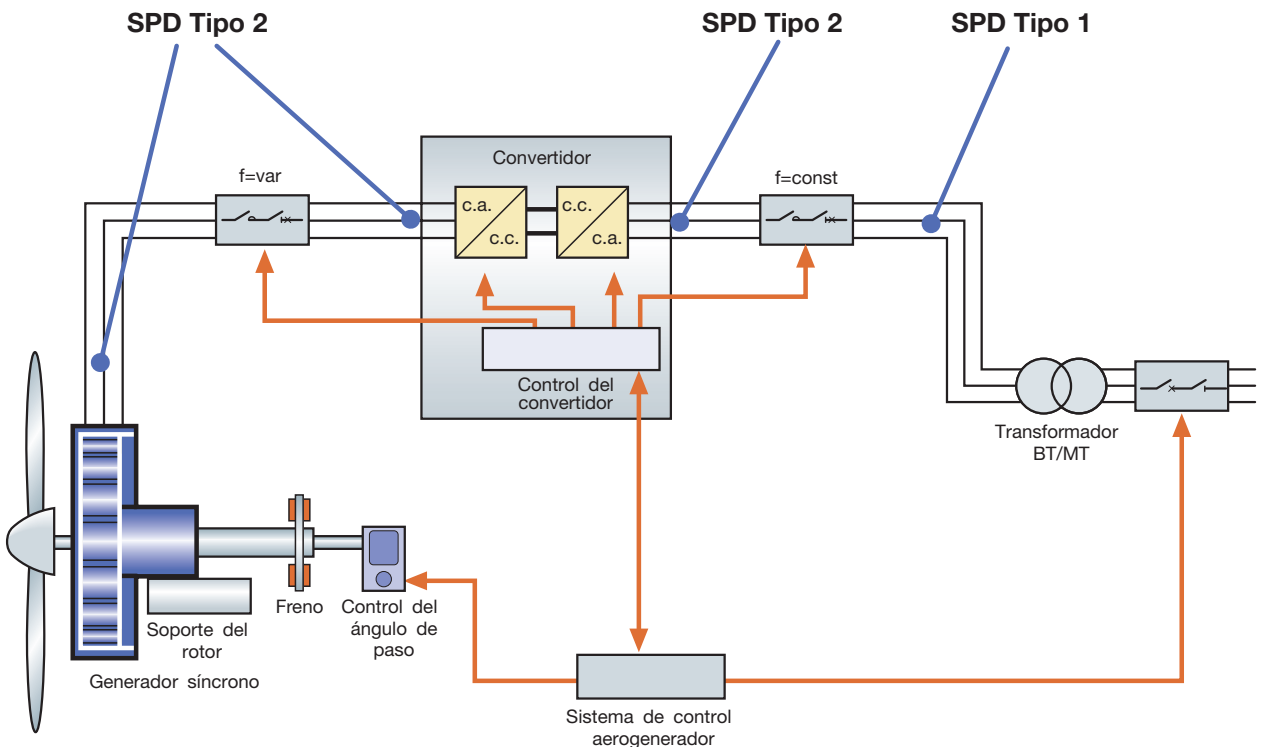 SPD Tipo 2
SPD Tipo 2
SPD Tipo 1
Convertidor
f=var
f=const
c.a.
c.c.
c.c.
c.a.
Control del
convertidor
Transformador
BT/MT
Freno
Control del
ángulo de
paso
Soporte del
rotor
Generador síncrono
Sistema de control
aerogenerador